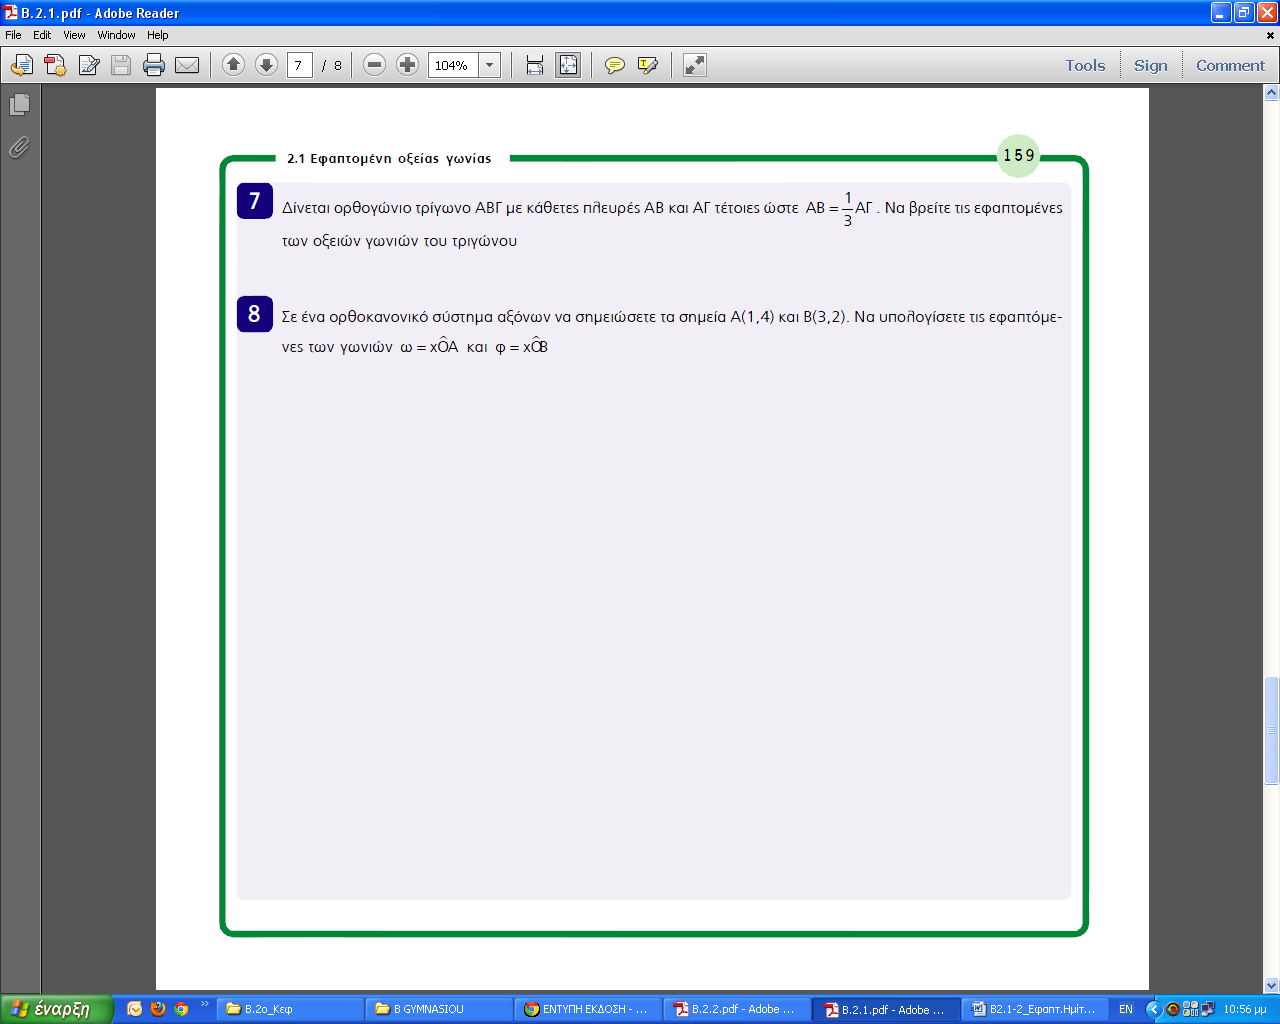 B.2.1.pdf - Adobe Reader
File Edit View Window Help
7 / 8 104% Tools Sign Comment
2.1 Εφαπτομένη οξείας γωνίας 159
7 Δίνεται ορθογώνιο τρίγωνο ΑΒΓ με κάθετες πλευρές ΑΒ και ΑΓ τέτοιες ώστε ΑΒ = 1/3 ΑΓ . Να βρείτε τις εφαπτομένες
των οξειών γωνιών του τριγώνου
8 Σε ένα ορθοκανονικό σύστημα αξόνων να σημειώσετε τα σημεία Α(1,4) και Β(3,2). Να υπολογίσετε τις εφαπτόμε-
νες των γωνιών ω = xÔA και φ = xÔB
έναρξη B.2ο_Κεφ B GYMNASIOU ΕΝΤΥΠΗ ΕΚΔΟΣΗ - ... B.2.2.pdf - Adobe ... B.2.1.pdf - Adobe ... B2.1-2_Εφαπτ.Ημίτ... EN 10:56 μμ